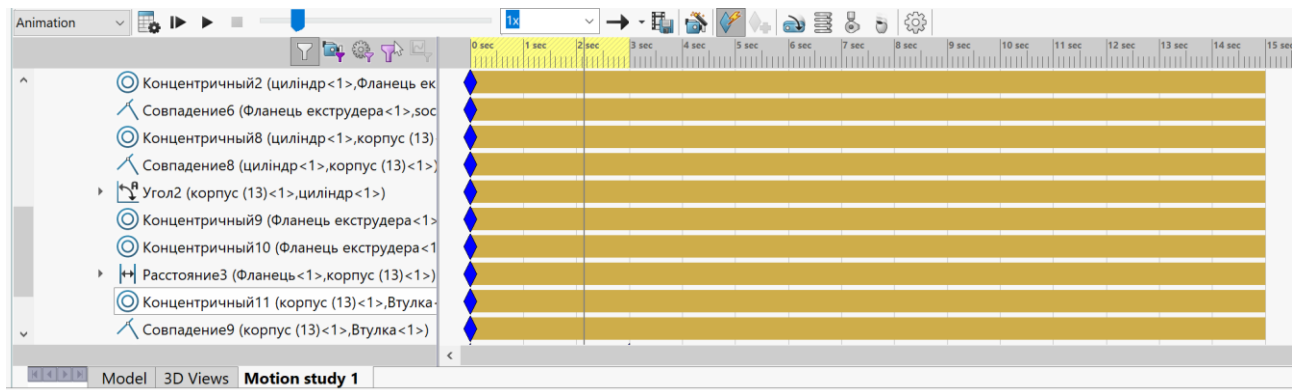 Animation
1x
0 sec 1 sec 2 sec 3 sec 4 sec 5 sec 6 sec 7 sec 8 sec 9 sec 10 sec 11 sec 12 sec 13 sec 14 sec 15 sec
Концентричный2 (циліндр<1>,Фланець ек
Совпадение6 (Фланець екструдера<1>,soc
Концентричный8 (циліндр<1>,корпус (13)
Совпадение8 (циліндр<1>,корпус (13)<1>)
Угол2 (корпус (13)<1>,циліндр<1>)
Концентричный9 (Фланець екструдера<1>
Концентричный10 (Фланець екструдера<1
Расстояние3 (Фланець<1>,корпус (13)<1>)
Концентричный11 (корпус (13)<1>,Втулка
Совпадение9 (корпус (13)<1>,Втулка<1>)
Model 3D Views Motion study 1